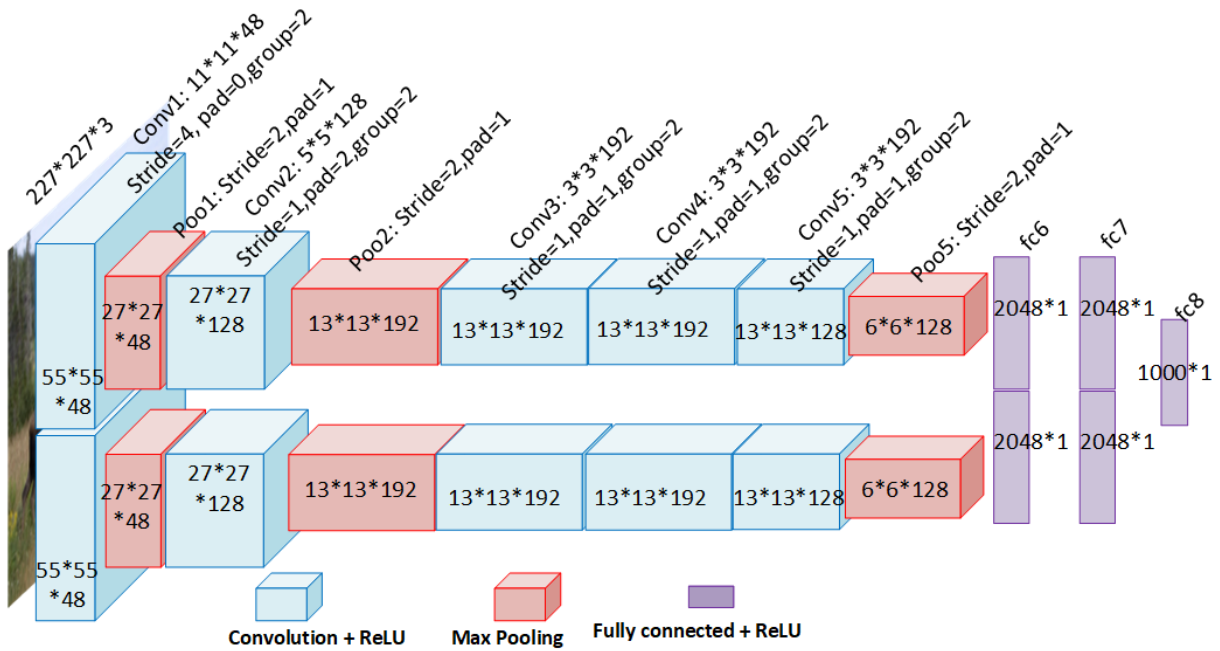 227*227*3
Conv1: 11*11*48
Stride=4, pad=0,group=2
Poo1: Stride=2,pad=1
Conv2: 5*5*128
Stride=1,pad=2,group=2
Poo2: Stride=2,pad=1
Conv3: 3*3*192
Stride=1,pad=1,group=2
Conv4: 3*3*192
Stride=1,pad=1,group=2
Conv5: 3*3*192
Stride=1,pad=1,group=2
Poo5: Stride=2,pad=1
fc6
fc7
fc8
55*55
*48
27*27
*48
27*27
*128
13*13*192
13*13*192
13*13*192
13*13*128
6*6*128
2048*1
2048*1
1000*1
55*55
*48
27*27
*48
27*27
*128
13*13*192
13*13*192
13*13*192
13*13*128
6*6*128
2048*1
2048*1
Convolution + ReLU
Max Pooling
Fully connected + ReLU